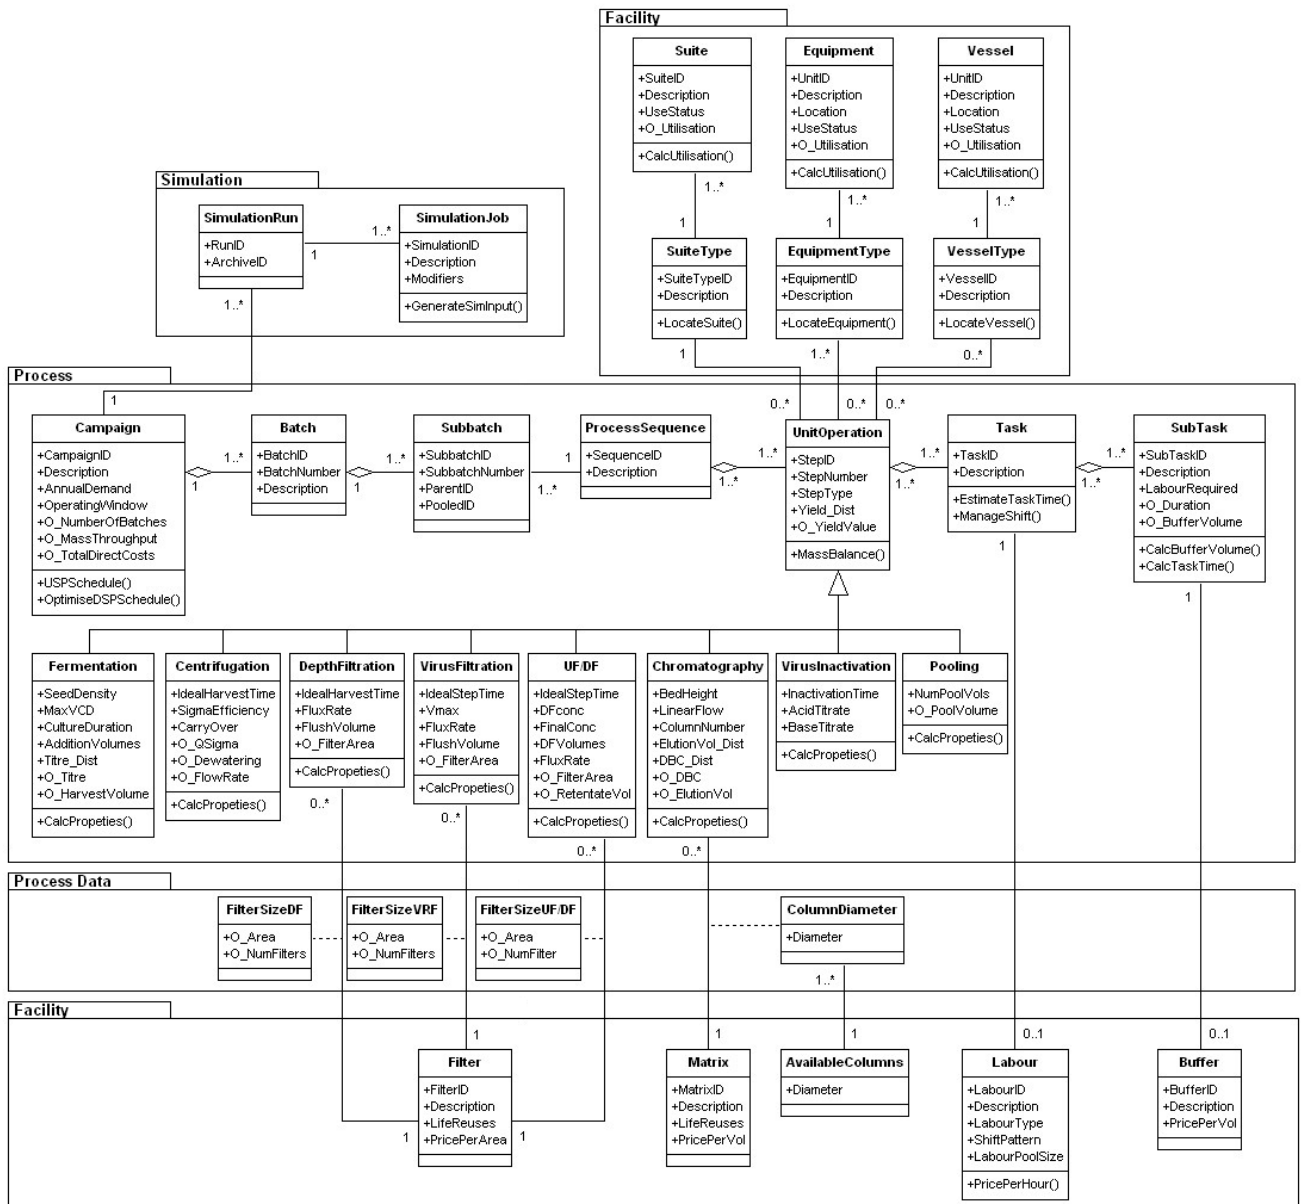 Facility
Suite
+SuiteID
+Description
+UseStatus
+O_Utilisation
+CalcUtilisation()
Equipment
+UnitID
+Description
+Location
+UseStatus
+O_Utilisation
+CalcUtilisation()
Vessel
+UnitID
+Description
+Location
+UseStatus
+O_Utilisation
+CalcUtilisation()
1..*
1..*
1..*
1
1
1
SuiteType
+SuiteTypeID
+Description
+LocateSuite()
EquipmentType
+EquipmentID
+Description
+LocateEquipment()
VesselType
+VesselID
+Description
+LocateVessel()
1
1..*
0..*
Simulation
SimulationRun
+RunID
+ArchiveID
1
1..*
SimulationJob
+SimulationID
+Description
+Modifiers
+GenerateSimInput()
1..*
Process
1
0..*
0..*
0..*
Campaign
+CampaignID
+Description
+AnnualDemand
+OperatingWindow
+O_NumberOfBatches
+O_MassThroughput
+O_TotalDirectCosts
+USPSchedule()
+OptimiseDSPSchedule()
1
1..*
Batch
+BatchID
+BatchNumber
+Description
1
1..*
Subbatch
+SubbatchID
+SubbatchNumber
+ParentID
+PooledID
1..*
1
ProcessSequence
+SequenceID
+Description
1..*
1..*
UnitOperation
+StepID
+StepNumber
+StepType
+Yield_Dist
+O_YieldValue
+MassBalance()
1..*
1..*
Task
+TaskID
+Description
+EstimateTaskTime()
+ManageShift()
1..*
1..*
SubTask
+SubTaskID
+Description
+LabourRequired
+O_Duration
+O_BufferVolume
+CalcBufferVolume()
+CalcTaskTime()
1
1
Fermentation
+SeedDensity
+MaxVCD
+CultureDuration
+AdditionVolumes
+Titre_Dist
+O_Titre
+O_HarvestVolume
+CalcPropeties()
Centrifugation
+IdealHarvestTime
+SigmaEfficiency
+CarryOver
+O_QSigma
+O_Dewatering
+O_FlowRate
+CalcPropeties()
DepthFiltration
+IdealHarvestTime
+FluxRate
+FlushVolume
+O_FilterArea
+CalcPropeties()
0..*
VirusFiltration
+IdealStepTime
+Vmax
+FluxRate
+FlushVolume
+O_FilterArea
+CalcPropeties()
0..*
UF/DF
+IdealStepTime
+DFconc
+FinalConc
+DFVolumes
+FluxRate
+O_FilterArea
+O_RetentateVol
+CalcPropeties()
0..*
Chromatography
+BedHeight
+LinearFlow
+ColumnNumber
+ElutionVol_Dist
+DBC_Dist
+O_DBC
+O_ElutionVol
+CalcPropeties()
0..*
VirusInactivation
+InactivationTime
+AcidTitrate
+BaseTitrate
+CalcPropeties()
Pooling
+NumPoolVols
+O_PoolVolume
+CalcPropeties()
Process Data
FilterSizeDF
+O_Area
+O_NumFilters
FilterSizeVRF
+O_Area
+O_NumFilters
FilterSizeUF/DF
+O_Area
+O_NumFilter
ColumnDiameter
+Diameter
1..*
Facility
1
1
1
0..1
0..1
Filter
+FilterID
+Description
+LifeReuses
+PricePerArea
1
1
Matrix
+MatrixID
+Description
+LifeReuses
+PricePerVol
AvailableColumns
+Diameter
Labour
+LabourID
+Description
+LabourType
+ShiftPattern
+LabourPoolSize
+PricePerHour()
Buffer
+BufferID
+Description
+PricePerVol